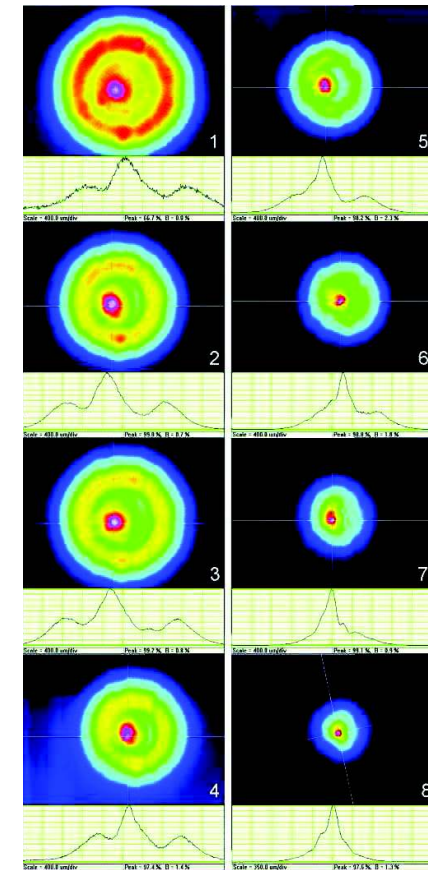 1
Scale = 400.0 um/div Peak = 66.7 %, B = 0.0 %
2
Scale = 400.0 um/div Peak = 99.0 %, B = 0.7 %
3
Scale = 400.0 um/div Peak = 99.2 %, B = 0.8 %
4
Scale = 400.0 um/div Peak = 97.4 %, B = 1.4 %
5
Scale = 400.0 um/div Peak = 98.2 %, B = 2.3 %
6
Scale = 400.0 um/div Peak = 98.8 %, B = 1.8 %
7
Scale = 400.0 um/div Peak = 99.1 %, B = 0.9 %
8
Scale = 350.0 um/div Peak = 97.6 %, B = 1.3 %